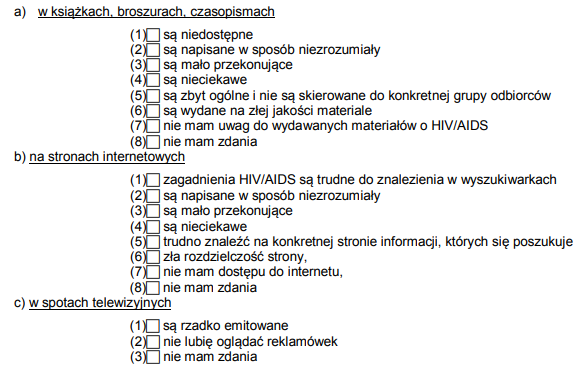 a) w książkach, broszurach, czasopismach
(1)☐ są niedostępne
(2)☐ są napisane w sposób niezrozumiały
(3)☐ są mało przekonujące
(4)☐ są nieciekawe
(5)☐ są zbyt ogólne i nie są skierowane do konkretnej grupy odbiorców
(6)☐ są wydane na złej jakości materiale
(7)☐ nie mam uwag do wydawanych materiałów o HIV/AIDS
(8)☐ nie mam zdania
b) na stronach internetowych
(1)☐ zagadnienia HIV/AIDS są trudne do znalezienia w wyszukiwarkach
(2)☐ są napisane w sposób niezrozumiały
(3)☐ są mało przekonujące
(4)☐ są nieciekawe
(5)☐ trudno znaleźć na konkretnej stronie informacji, których się poszukuje
(6)☐ zła rozdzielczość strony,
(7)☐ nie mam dostępu do internetu,
(8)☐ nie mam zdania
c) w spotach telewizyjnych
(1)☐ są rzadko emitowane
(2)☐ nie lubię oglądać reklamówek
(3)☐ nie mam zdania